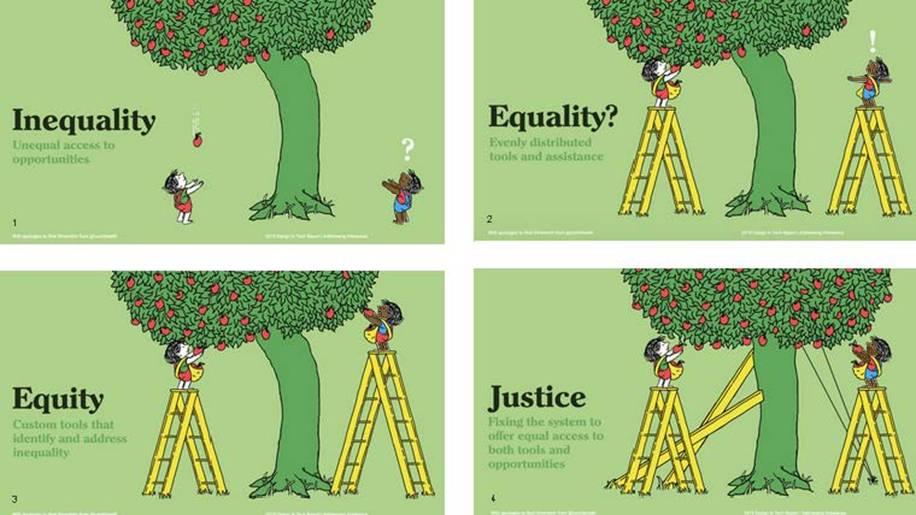 Inequality
Unequal access to
opportunities
?
1
Equality?
Evenly distributed
tools and assistance
!
2
Equity
Custom tools that
identify and address
inequality
3
Justice
Fixing the system to
offer equal access to
both tools and
opportunities
4